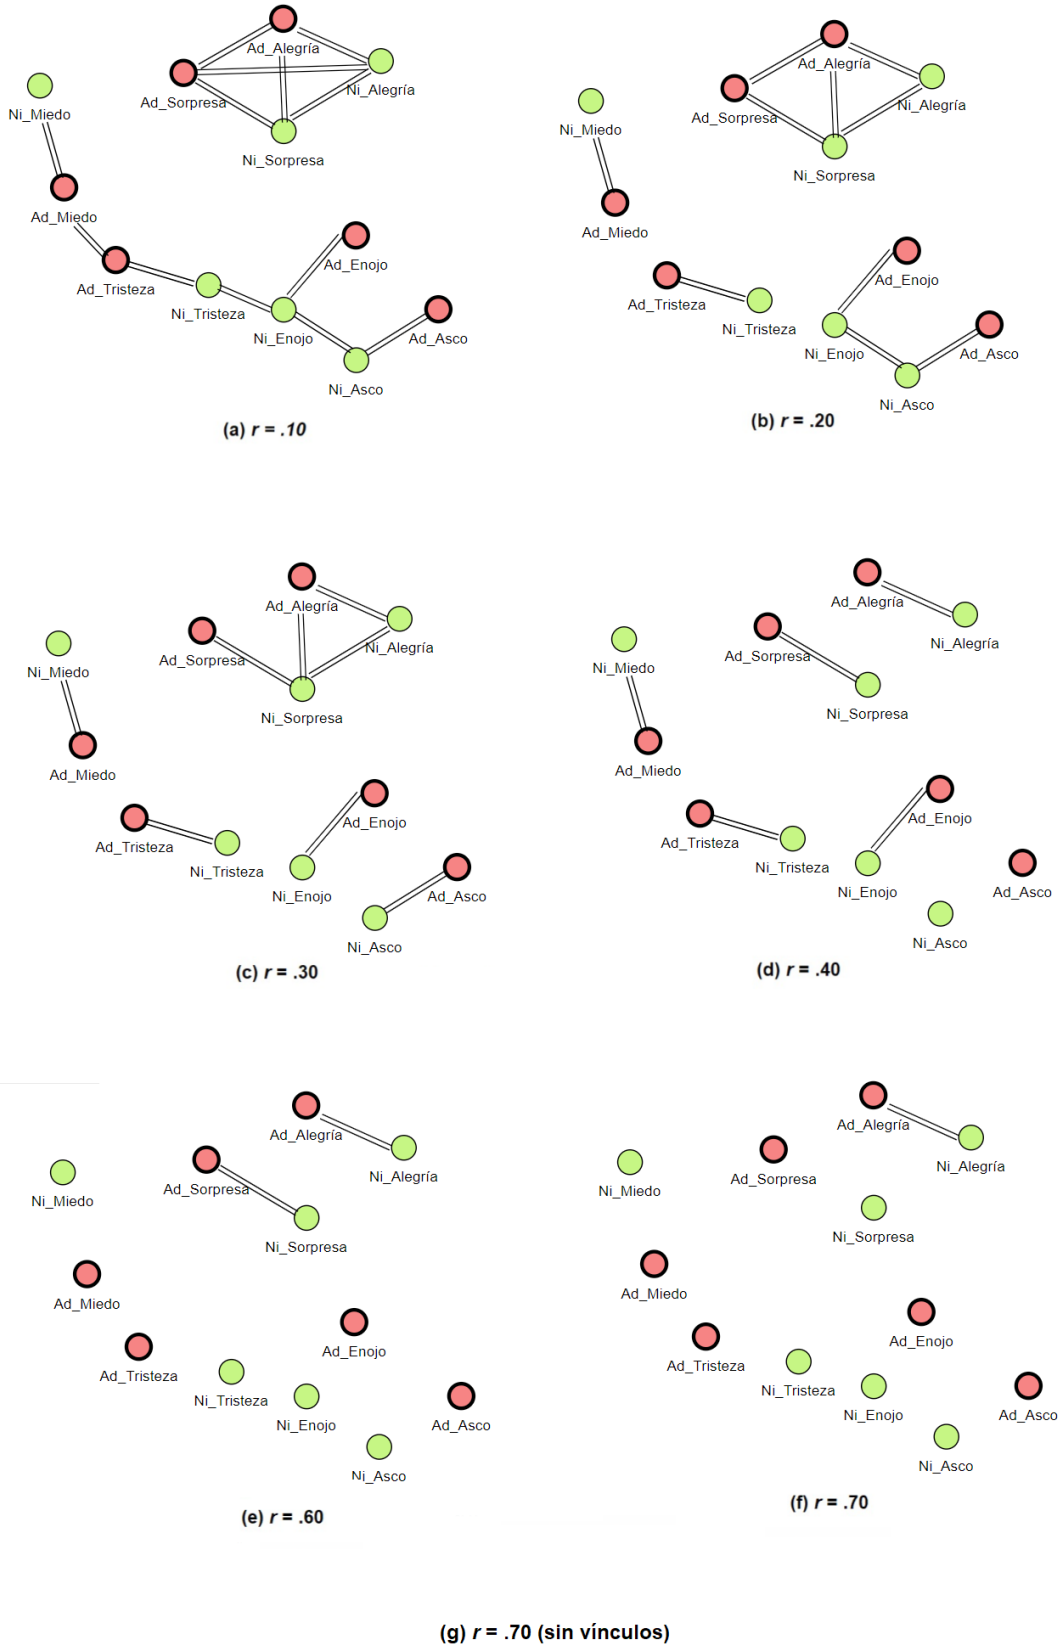 Ad_Alegría
Ni_Alegría
Ad_Sorpresa
Ni_Miedo
Ni_Sorpresa
Ad_Miedo
Ad_Enojo
Ad_Tristeza
Ni_Tristeza
Ni_Enojo
Ad_Asco
Ni_Asco
(a) r = .10
Ad_Alegría
Ni_Alegría
Ad_Sorpresa
Ni_Miedo
Ni_Sorpresa
Ad_Miedo
Ad_Enojo
Ad_Tristeza
Ni_Tristeza
Ni_Enojo
Ad_Asco
Ni_Asco
(b) r = .20
Ad_Alegría
Ni_Alegría
Ad_Sorpresa
Ni_Miedo
Ni_Sorpresa
Ad_Miedo
Ad_Enojo
Ad_Tristeza
Ni_Tristeza
Ni_Enojo
Ad_Asco
Ni_Asco
(c) r = .30
Ad_Alegría
Ni_Alegría
Ad_Sorpresa
Ni_Miedo
Ni_Sorpresa
Ad_Miedo
Ad_Enojo
Ad_Tristeza
Ni_Tristeza
Ni_Enojo
Ad_Asco
Ni_Asco
(d) r = .40
Ad_Alegría
Ni_Alegría
Ad_Sorpresa
Ni_Miedo
Ni_Sorpresa
Ad_Miedo
Ad_Enojo
Ad_Tristeza
Ni_Tristeza
Ni_Enojo
Ad_Asco
Ni_Asco
(e) r = .60
Ad_Alegría
Ni_Alegría
Ad_Sorpresa
Ni_Miedo
Ni_Sorpresa
Ad_Miedo
Ad_Enojo
Ad_Tristeza
Ni_Tristeza
Ni_Enojo
Ad_Asco
Ni_Asco
(f) r = .70
(g) r = .70 (sin vínculos)